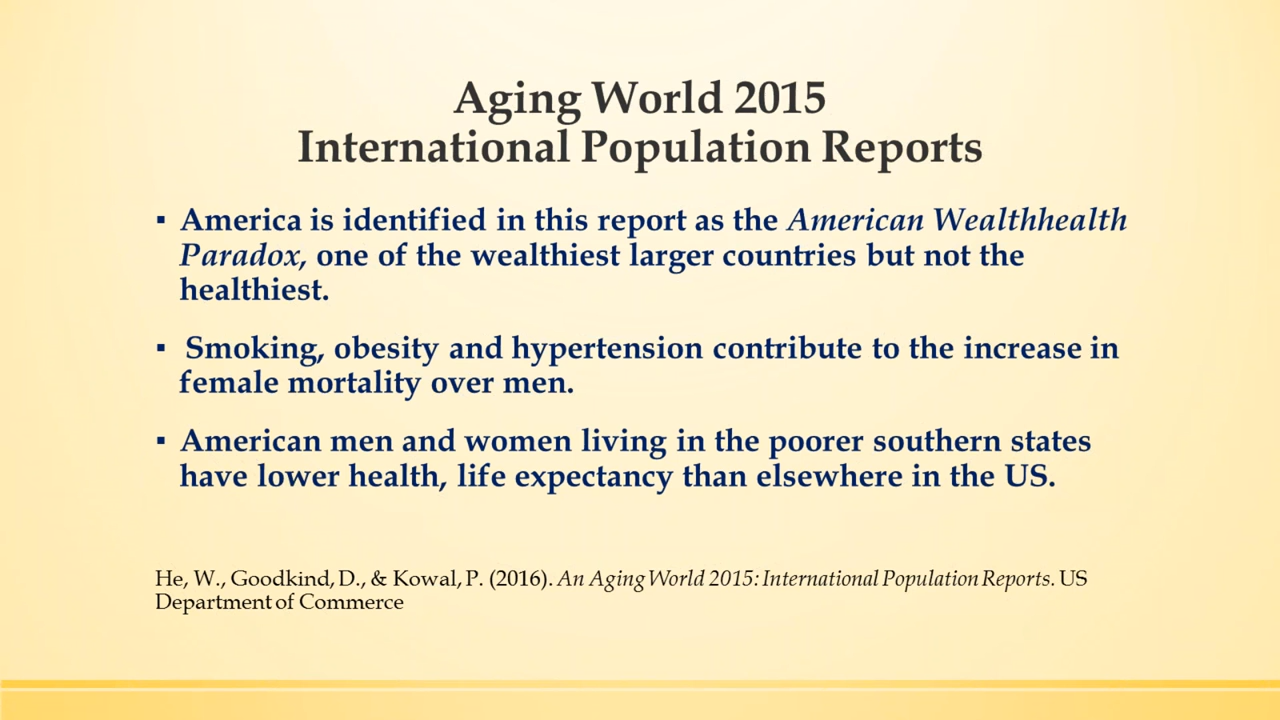 Aging World 2015
International Population Reports
▪ America is identified in this report as the American Wealthhealth
Paradox, one of the wealthiest larger countries but not the
healthiest.
▪ Smoking, obesity and hypertension contribute to the increase in
female mortality over men.
▪ American men and women living in the poorer southern states
have lower health, life expectancy than elsewhere in the US.
He, W., Goodkind, D., & Kowal, P. (2016). An Aging World 2015: International Population Reports. US
Department of Commerce